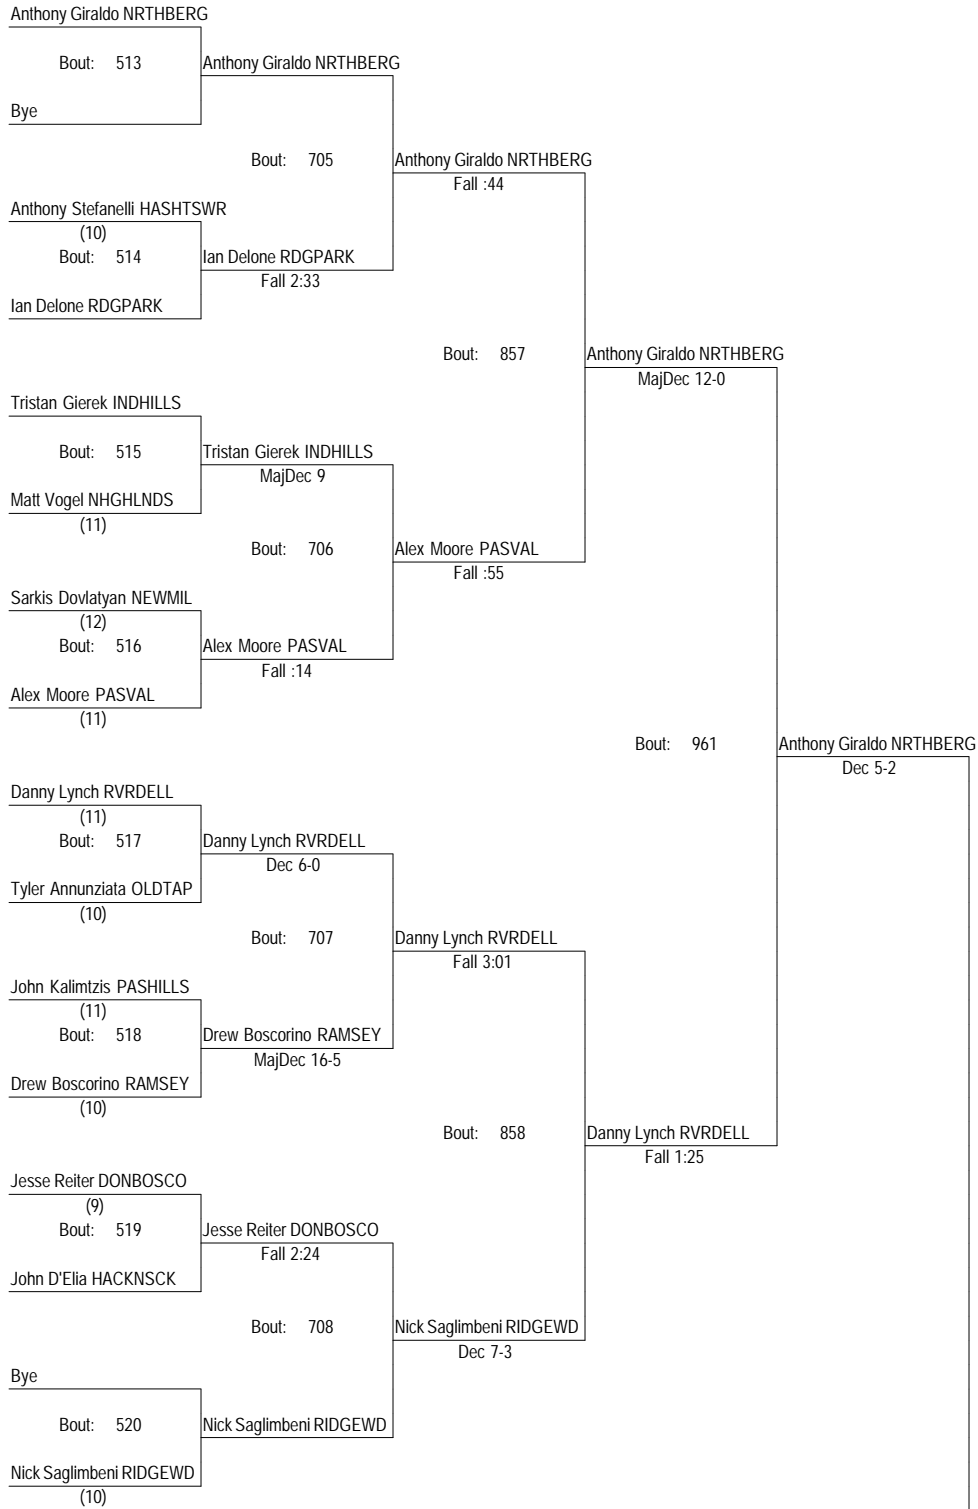 Anthony Giraldo NRTHBERG
Bout: 513
Anthony Giraldo NRTHBERG
Bye
Bout: 705
Anthony Giraldo NRTHBERG
Fall :44
Anthony Stefanelli HASHTSWR
(10)
Bout: 514
Ian Delone RDGPARK
Fall 2:33
Ian Delone RDGPARK
Bout: 857
Anthony Giraldo NRTHBERG
MajDec 12-0
Tristan Gierek INDHILLS
Bout: 515
Tristan Gierek INDHILLS
MajDec 9
Matt Vogel NHGHLNDS
(11)
Bout: 706
Alex Moore PASVAL
Fall :55
Sarkis Dovlatyan NEWMIL
(12)
Bout: 516
Alex Moore PASVAL
Fall :14
Alex Moore PASVAL
(11)
Bout: 961
Anthony Giraldo NRTHBERG
Dec 5-2
Danny Lynch RVRDELL
(11)
Bout: 517
Danny Lynch RVRDELL
Dec 6-0
Tyler Annunziata OLDTAP
(10)
Bout: 707
Danny Lynch RVRDELL
Fall 3:01
John Kalimtzis PASHILLS
(11)
Bout: 518
Drew Boscorino RAMSEY
MajDec 16-5
Drew Boscorino RAMSEY
(10)
Bout: 858
Danny Lynch RVRDELL
Fall 1:25
Jesse Reiter DONBOSCO
(9)
Bout: 519
Jesse Reiter DONBOSCO
Fall 2:24
John D'Elia HACKNSCK
Bout: 708
Nick Saglimbeni RIDGEWD
Dec 7-3
Bye
Bout: 520
Nick Saglimbeni RIDGEWD
Nick Saglimbeni RIDGEWD
(10)